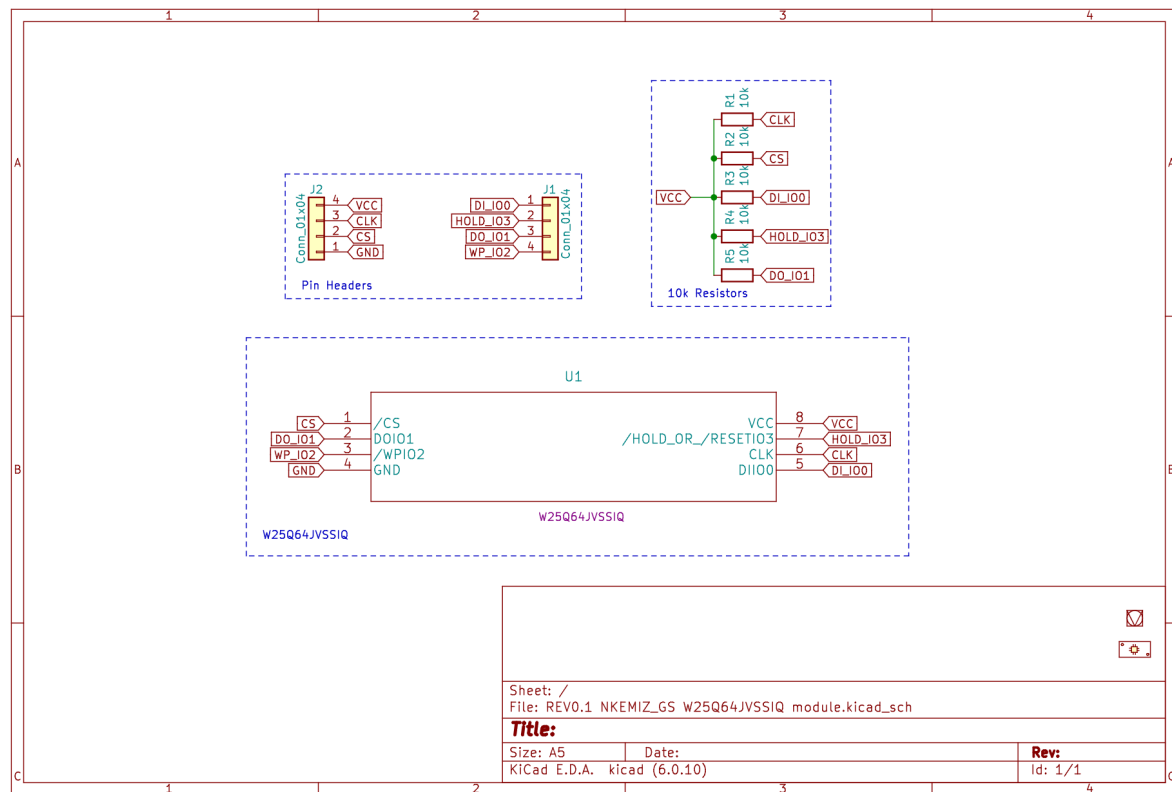 1 2 3 4
A A
R1 10k
CLK
R2 10k
CS
R3 10k
VCC DI_IO0
R4 10k
HOLD_IO3
R5 10k
DO_IO1
10k Resistors
J2 J1
Conn_01x04 Conn_01x04
4 VCC DI_IO0 1
3 CLK HOLD_IO3 2
2 CS DO_IO1 3
1 GND WP_IO2 4
Pin Headers
U1
CS 1 /CS VCC 8 VCC
DO_IO1 2 DOIO1 /HOLD_OR_/RESETIO3 7 HOLD_IO3
WP_IO2 3 /WPIO2 CLK 6 CLK
GND 4 GND DIIO0 5 DI_IO0
B B
W25Q64JVSSIQ
W25Q64JVSSIQ
Sheet: /
File: REV0.1 NKEMIZ_GS W25Q64JVSSIQ module.kicad_sch
Title:
Size: A5 Date: Rev:
KiCad E.D.A. kicad (6.0.10) Id: 1/1
C C
1 2 3 4